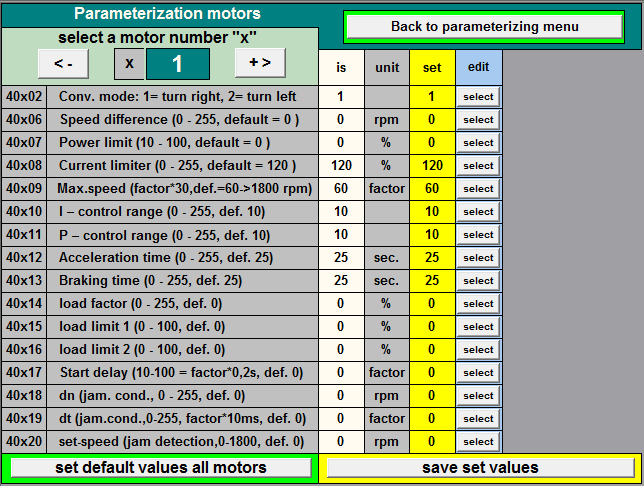 Parameterization motors
Back to parameterizing menu
select a motor number "x"
< - x 1 + >
is unit set edit
40x02 Conv. mode: 1= turn right, 2= turn left 1 1 select
40x06 Speed difference (0 - 255, default = 0 ) 0 rpm 0 select
40x07 Power limit (10 - 100, default = 0 ) 0 % 0 select
40x08 Current limiter (0 - 255, default = 120 ) 120 % 120 select
40x09 Max.speed (factor*30,def.=60->1800 rpm) 60 factor 60 select
40x10 I – control range (0 - 255, def. 10) 10 10 select
40x11 P – control range (0 - 255, def. 10) 10 10 select
40x12 Acceleration time (0 - 255, def. 25) 25 sec. 25 select
40x13 Braking time (0 - 255, def. 25) 25 sec. 25 select
40x14 load factor (0 - 255, def. 0) 0 % 0 select
40x15 load limit 1 (0 - 100, def. 0) 0 % 0 select
40x16 load limit 2 (0 - 100, def. 0) 0 % 0 select
40x17 Start delay (10-100 = factor*0,2s, def. 0) 0 factor 0 select
40x18 dn (jam. cond., 0 - 255, def. 0) 0 rpm 0 select
40x19 dt (jam.cond.,0-255, factor*10ms, def. 0) 0 factor 0 select
40x20 set-speed (jam detection,0-1800, def. 0) 0 rpm 0 select
set default values all motors save set values